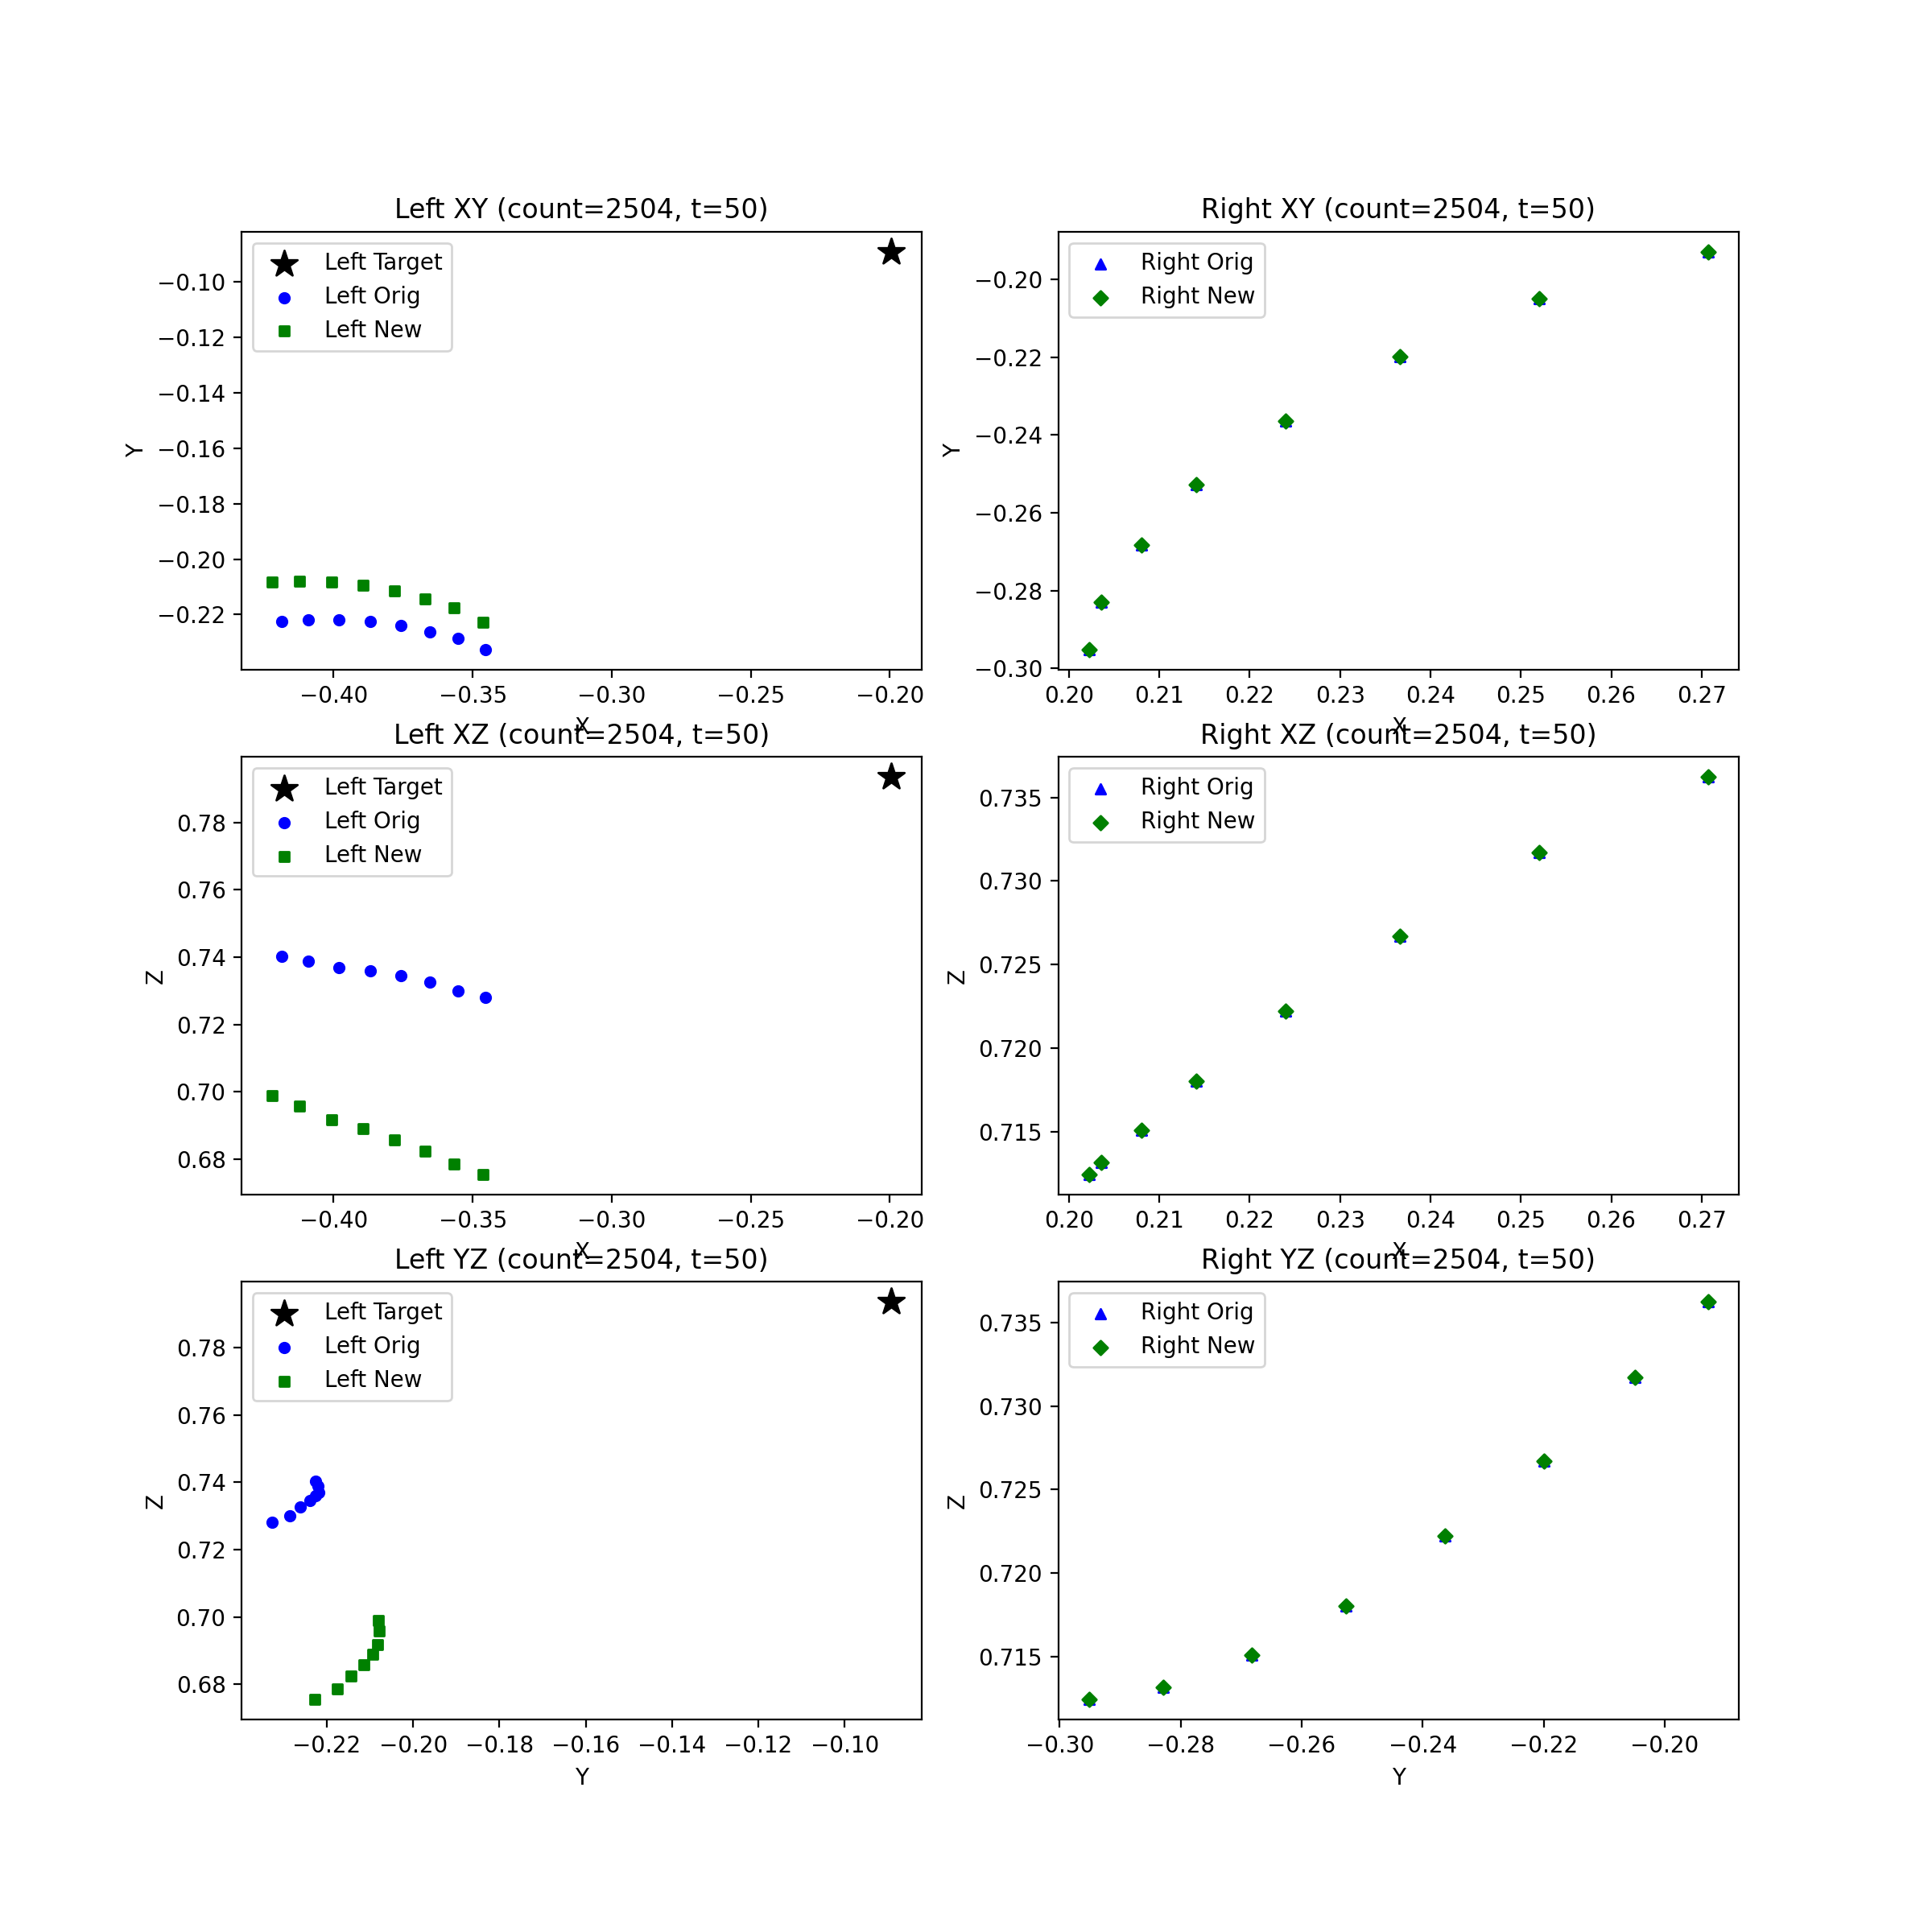 Left XY (count=2504, t=50)
Left Target
Left Orig
Left New
−0.10
−0.12
−0.14
−0.16
−0.18
−0.20
−0.22
Y
−0.40 −0.35 −0.30 −0.25 −0.20
X
Right XY (count=2504, t=50)
Right Orig
Right New
−0.20
−0.22
−0.24
−0.26
−0.28
−0.30
Y
0.20 0.21 0.22 0.23 0.24 0.25 0.26 0.27
X
Left XZ (count=2504, t=50)
Left Target
Left Orig
Left New
0.78
0.76
0.74
0.72
0.70
0.68
Z
−0.40 −0.35 −0.30 −0.25 −0.20
X
Right XZ (count=2504, t=50)
Right Orig
Right New
0.735
0.730
0.725
0.720
0.715
Z
0.20 0.21 0.22 0.23 0.24 0.25 0.26 0.27
X
Left YZ (count=2504, t=50)
Left Target
Left Orig
Left New
0.78
0.76
0.74
0.72
0.70
0.68
Z
−0.22 −0.20 −0.18 −0.16 −0.14 −0.12 −0.10
Y
Right YZ (count=2504, t=50)
Right Orig
Right New
0.735
0.730
0.725
0.720
0.715
Z
−0.30 −0.28 −0.26 −0.24 −0.22 −0.20
Y